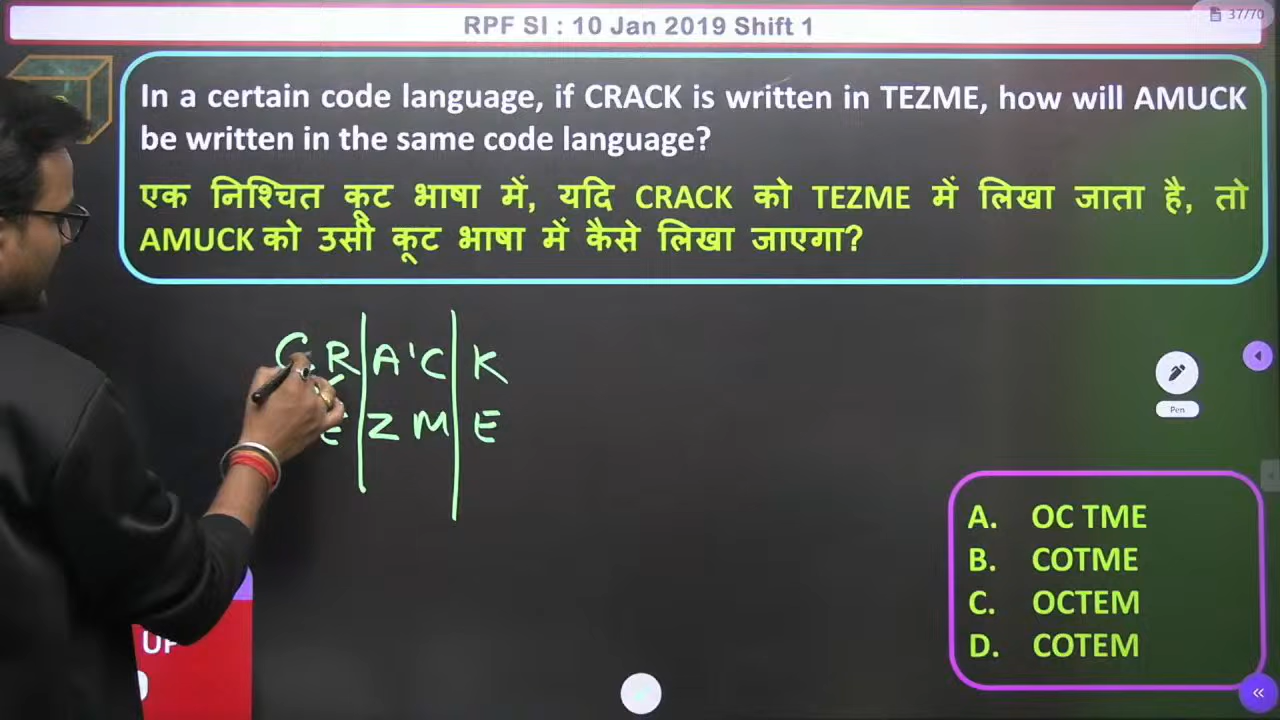 RPF SI : 10 Jan 2019 Shift 1
37/70
In a certain code language, if CRACK is written in TEZME, how will AMUCK
be written in the same code language?
एक निश्चित कूट भाषा में, यदि CRACK को TEZME में लिखा जाता है, तो
AMUCK को उसी कूट भाषा में कैसे लिखा जाएगा?
C R A C K
E Z M E
Pen
A. OC TME
B. COTME
C. OCTEM
D. COTEM
UP